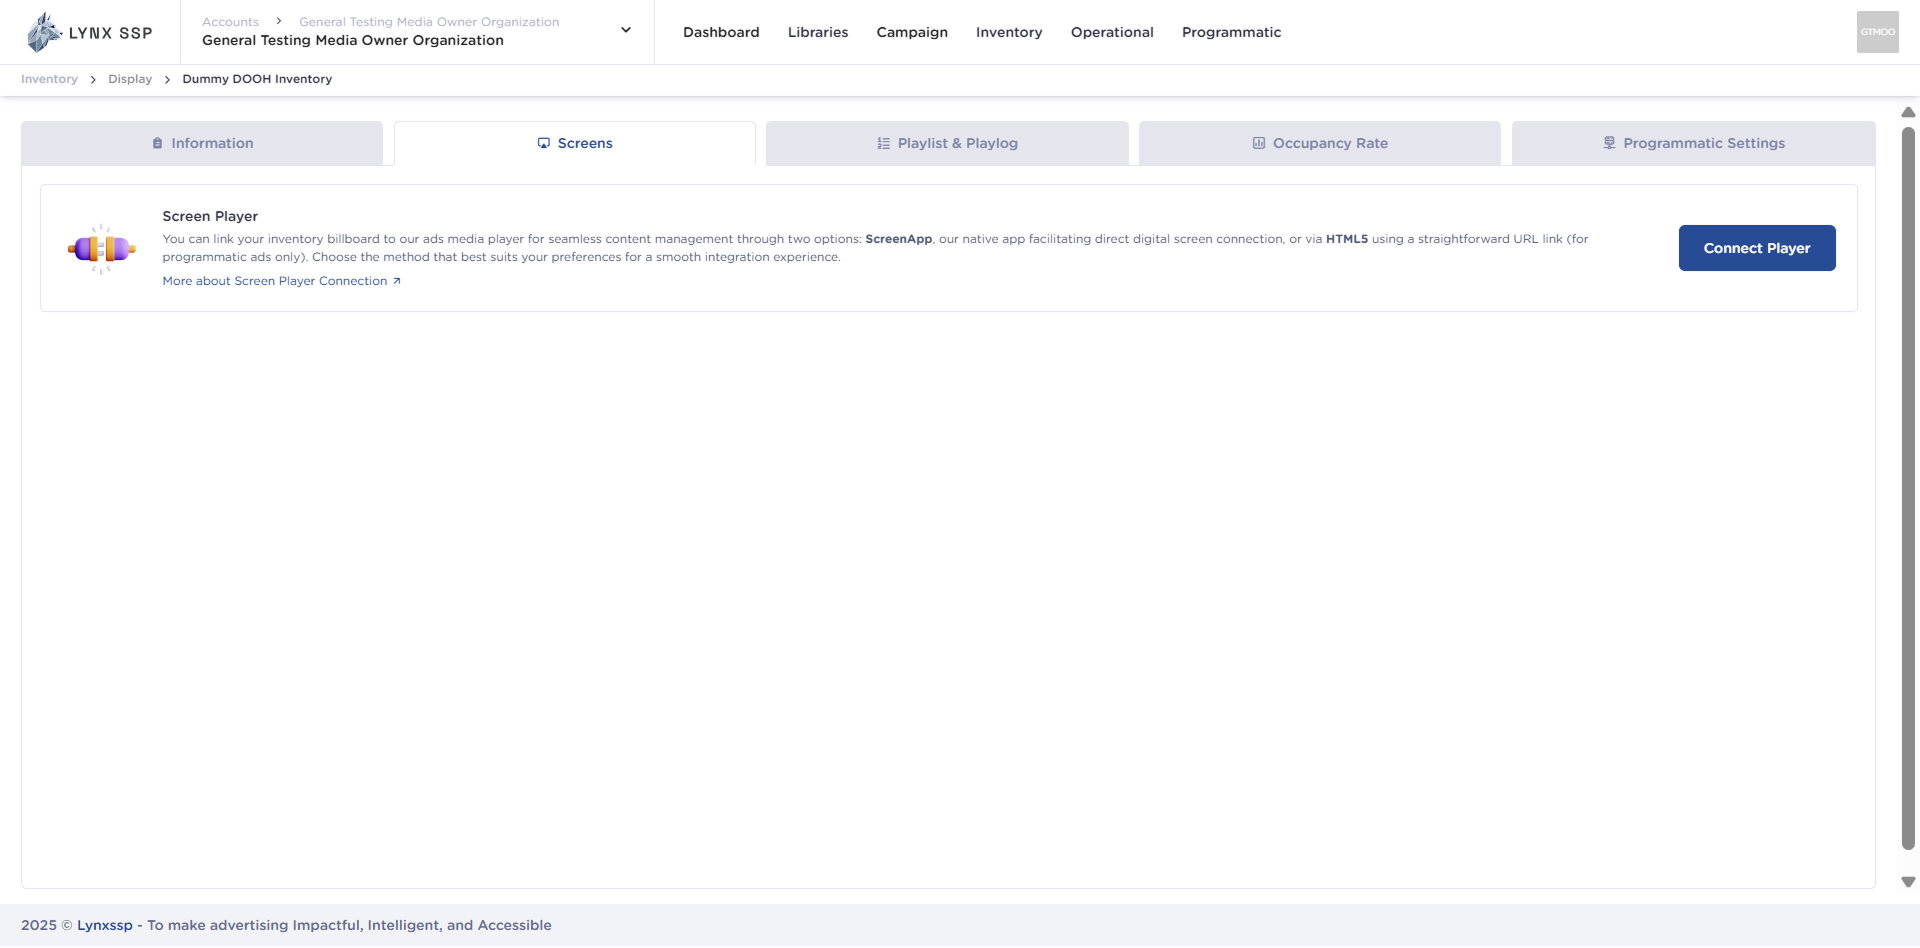 LYNX SSP
Accounts > General Testing Media Owner Organization
General Testing Media Owner Organization
Dashboard
Libraries
Campaign
Inventory
Operational
Programmatic
GTMOO
Inventory > Display > Dummy DOOH Inventory
Information
Screens
Playlist & Playlog
Occupancy Rate
Programmatic Settings
Screen Player
You can link your inventory billboard to our ads media player for seamless content management through two options: ScreenApp, our native app facilitating direct digital screen connection, or via HTML5 using a straightforward URL link (for
programmatic ads only). Choose the method that best suits your preferences for a smooth integration experience.
More about Screen Player Connection
Connect Player
2025 © Lynxssp - To make advertising Impactful, Intelligent, and Accessible